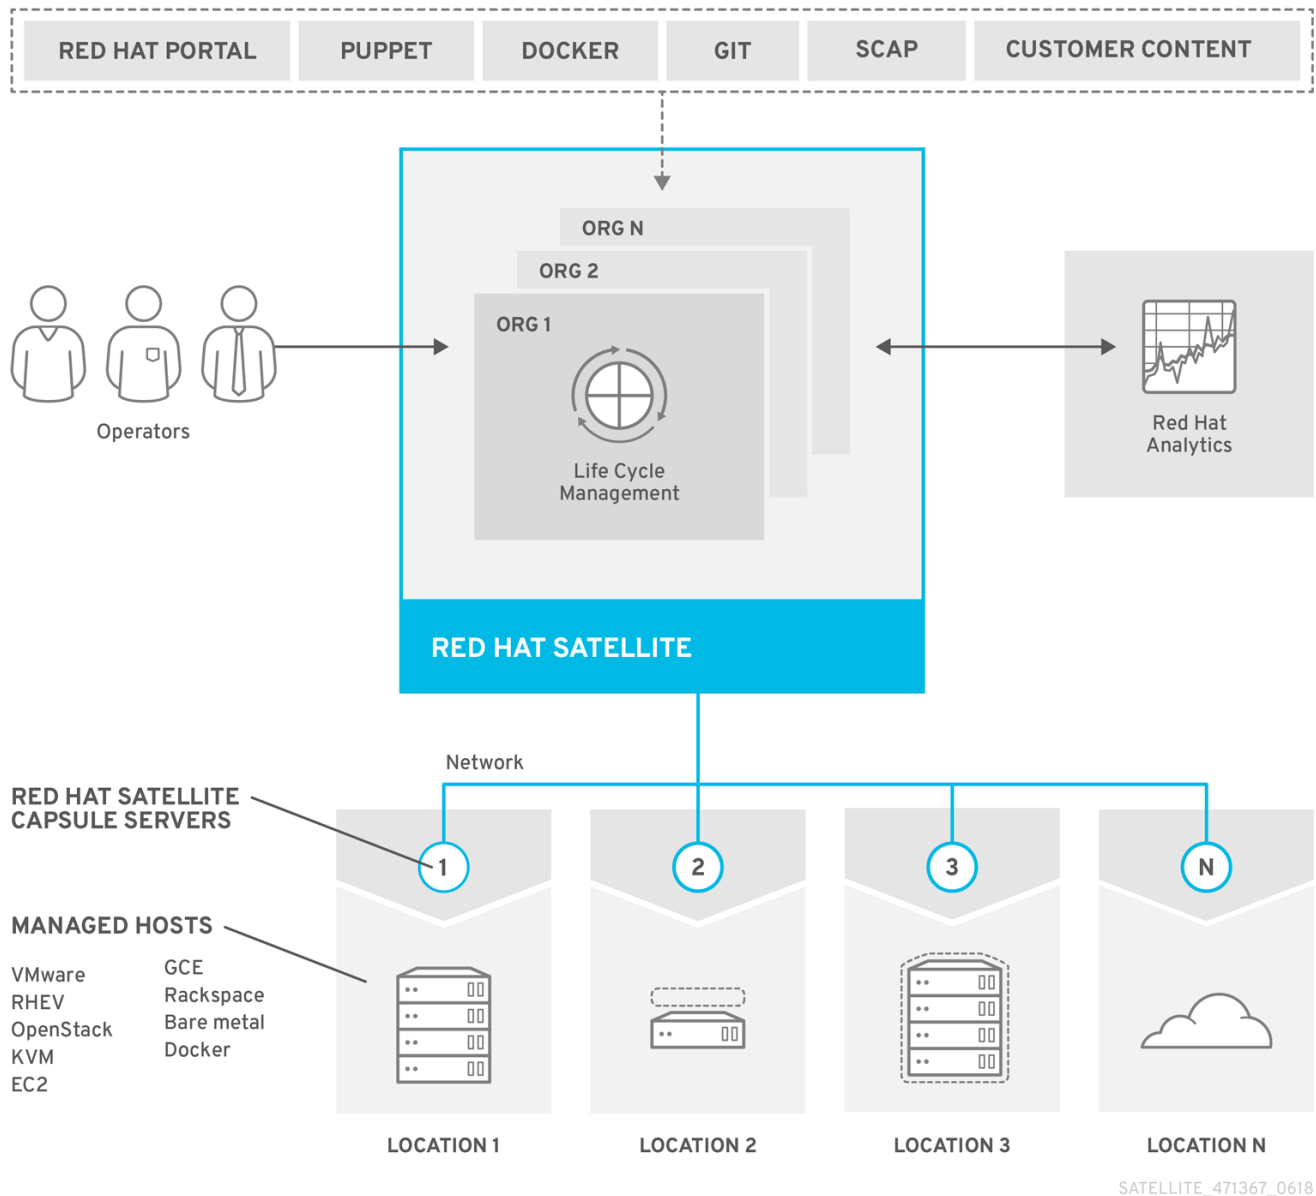 RED HAT PORTAL
PUPPET
DOCKER
GIT
SCAP
CUSTOMER CONTENT
ORG N
ORG 2
ORG 1
Life Cycle
Management
Operators
Red Hat
Analytics
RED HAT SATELLITE
Network
RED HAT SATELLITE
CAPSULE SERVERS
1
2
3
N
MANAGED HOSTS
VMware
RHEV
OpenStack
KVM
EC2
GCE
Rackspace
Bare metal
Docker
LOCATION 1
LOCATION 2
LOCATION 3
LOCATION N
SATELLITE_471367_0618